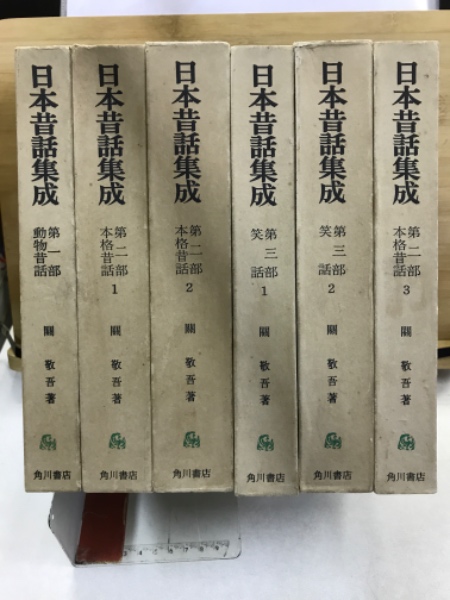 日本昔話集成
第一部
動物昔話
關敬吾著
角川書店
日本昔話集成
第二部
本格昔話
1
關敬吾著
角川書店
日本昔話集成
第二部
本格昔話
2
關敬吾著
角川書店
日本昔話集成
第三部
笑話
1
關敬吾著
角川書店
日本昔話集成
第三部
笑話
2
關敬吾著
角川書店
日本昔話集成
第二部
本格昔話
3
關敬吾著
角川書店